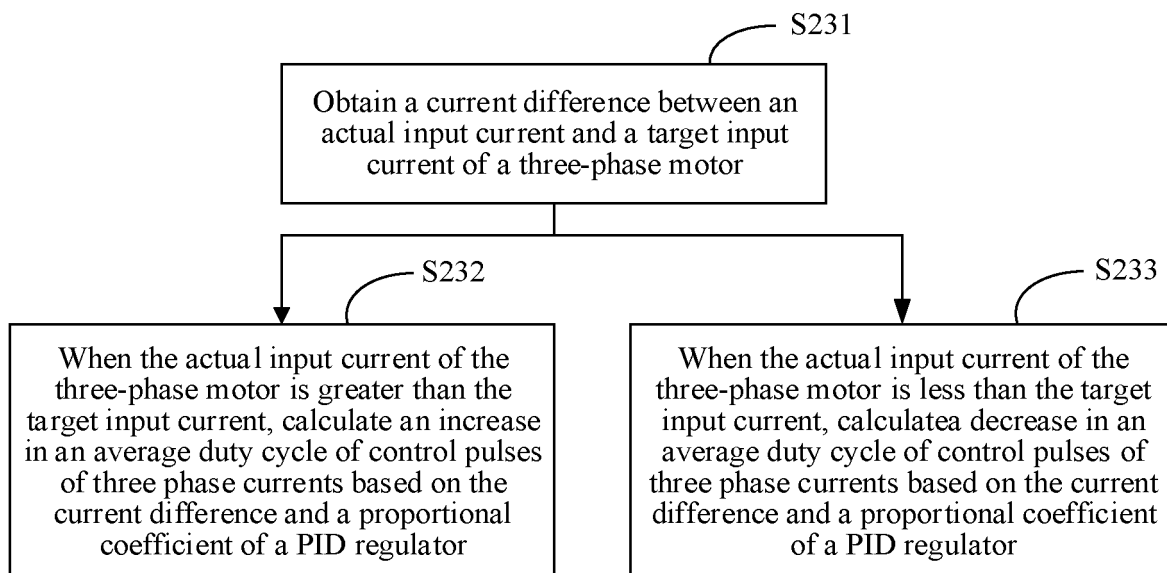 S231
Obtain a current difference between an
actual input current and a target input
current of a three-phase motor
S232
When the actual input current of the
three-phase motor is greater than the
target input current, calculate an increase
in an average duty cycle of control pulses
of three phase currents based on the
current difference and a proportional
coefficient of a PID regulator
S233
When the actual input current of the
three-phase motor is less than the target
input current, calculatea decrease in an
average duty cycle of control pulses of
three phase currents based on the current
difference and a proportional coefficient
of a PID regulator